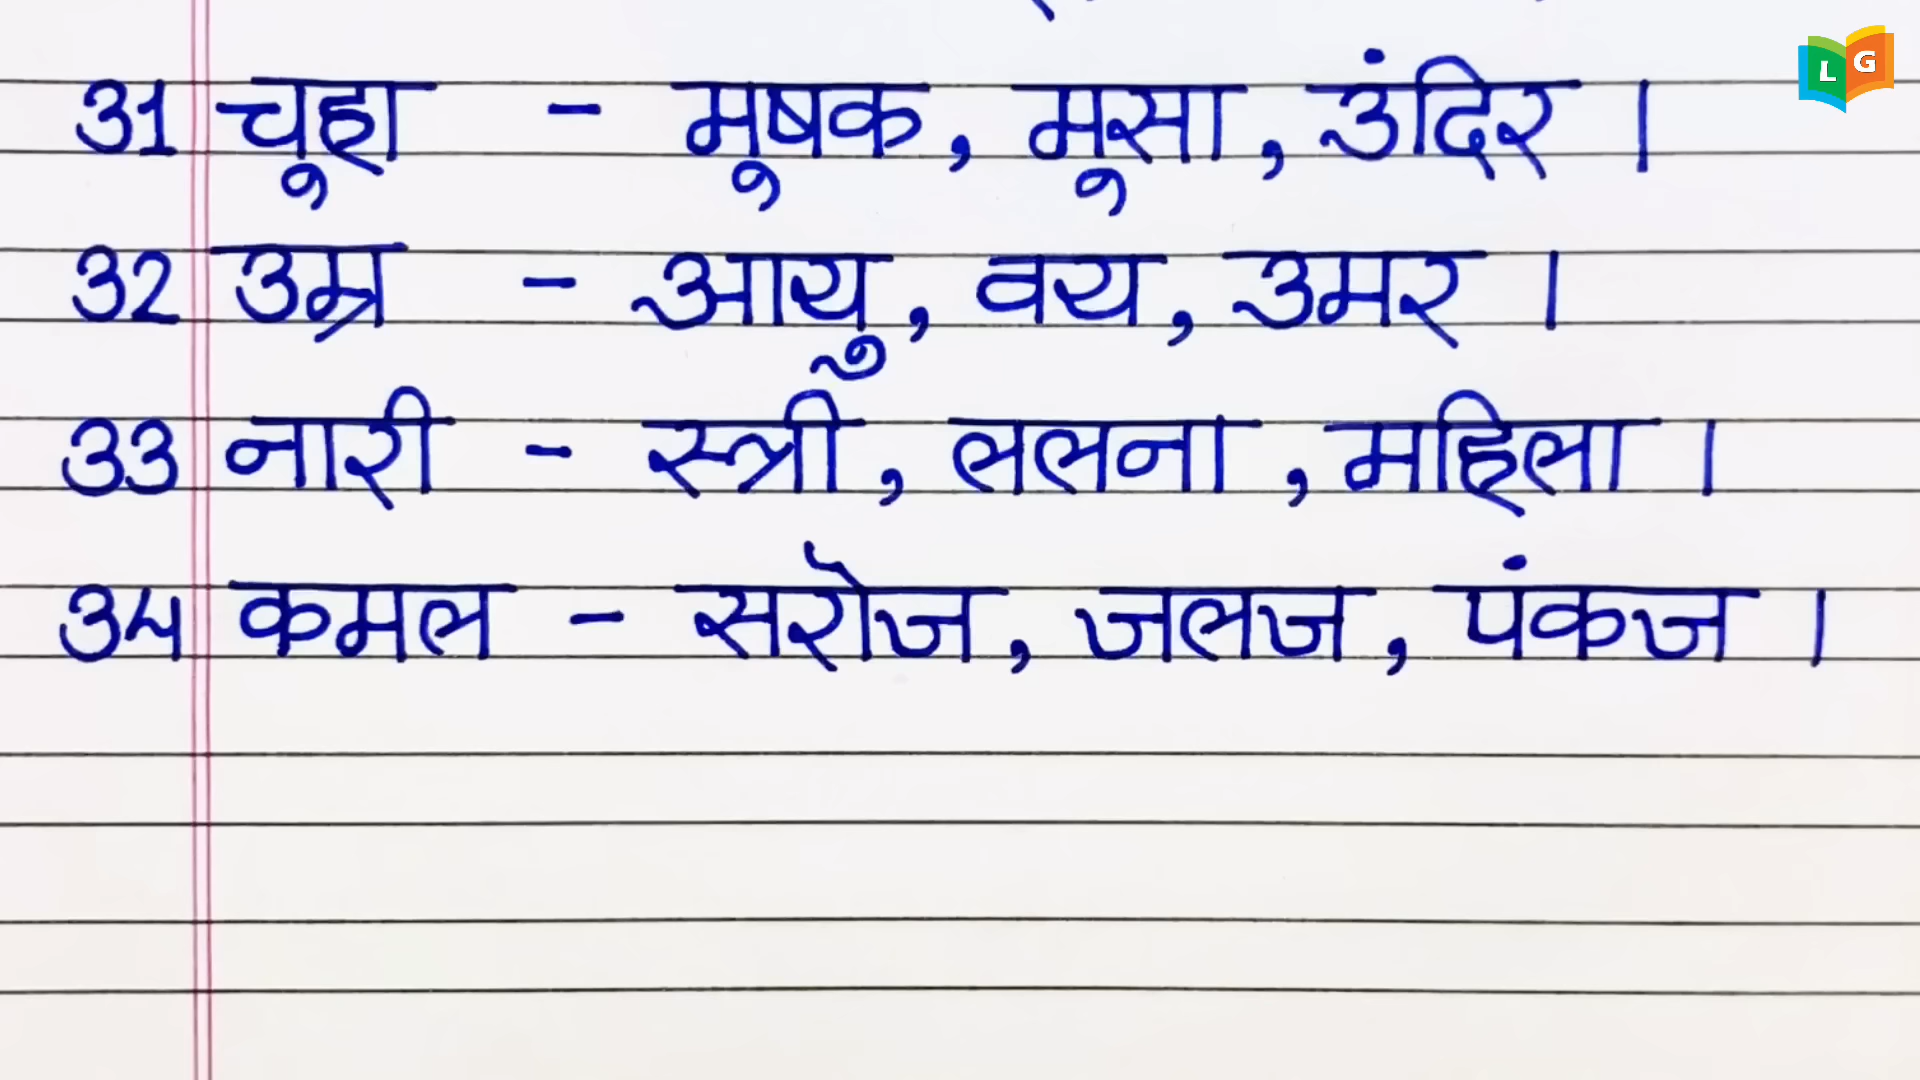 LG
31 चूहा - मूषक, मूसा, उंदिर ।
32 उम्र - आयु, वय, उमर ।
33 नारी - स्त्री, ललना, महिला ।
34 कमल - सरोज, जलज, पंकज ।